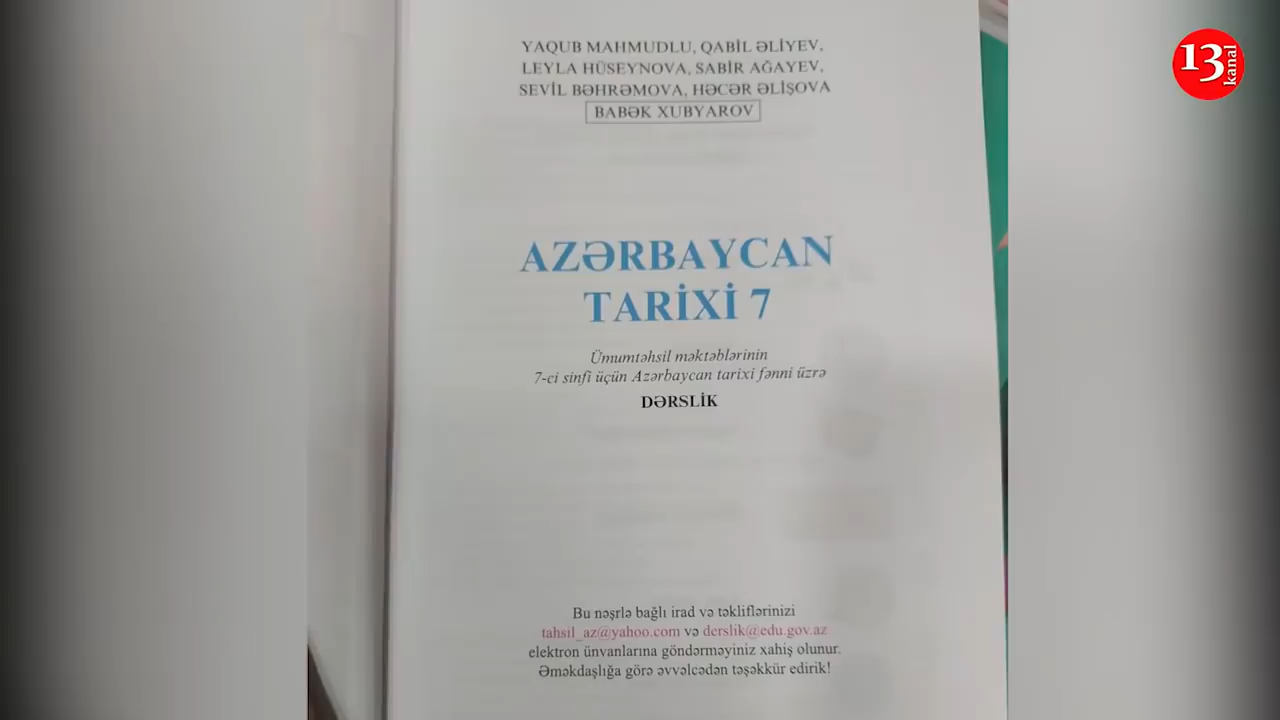 YAQUB MAHMUDLU, QABİL ƏLİYEV,
LEYLA HÜSEYNOVA, SABİR AĞAYEV,
SEVİL BƏHRƏMOVA, HƏCƏR ƏLİŞOVA
BABƏK XUBYAROV
AZƏRBAYCAN
TARİXİ 7
Ümumtəhsil məktəblərinin
7-ci sinfi üçün Azərbaycan tarixi fənni üzrə
DƏRSLİK
Bu nəşrlə bağlı irad və təkliflərinizi
tahsil_az@yahoo.com və derslik@edu.gov.az
elektron ünvanlarına göndərməyiniz xahiş olunur.
Əməkdaşlığa görə əvvəlcədən təşəkkür edirik!
13 kanal